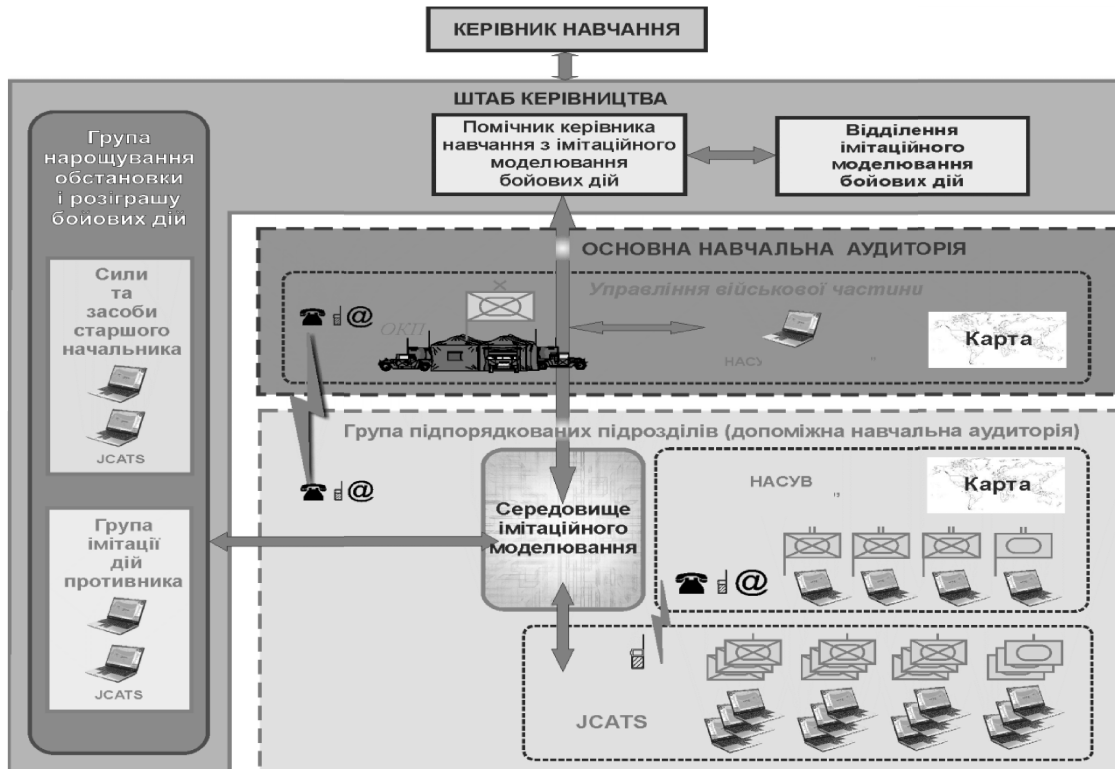 КЕРІВНИК НАВЧАННЯ
ШТАБ КЕРІВНИЦТВА
Група
нарощування
обстановки
і розіграшу
бойових дій
Сили
та
засоби
старшого
начальника
JCATS
Група
імітації
дій
противника
JCATS
Помічник керівника
навчання з імітаційного
моделювання
бойових дій
Відділення
імітаційного
моделювання
бойових дій
ОСНОВНА НАВЧАЛЬНА АУДИТОРІЯ
Управління військової частини
@
ОКП
Карта
Група підпорядкованих підрозділів (допоміжна навчальна аудиторія)
@
Середовище
імітаційного
моделювання
НАСУВ „
Карта
@
JCATS